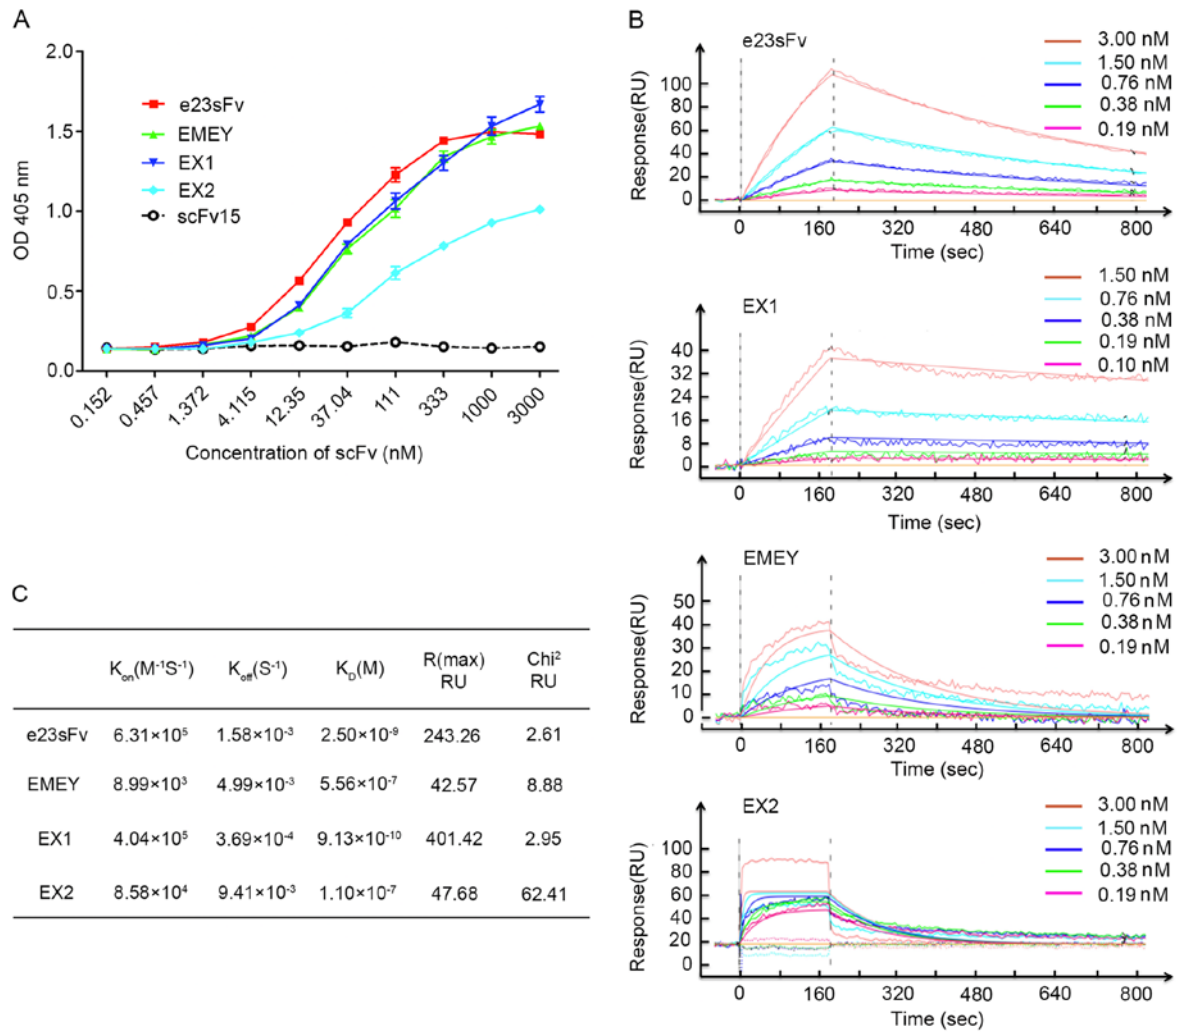 A
2.0
1.5
1.0
0.5
0.0
OD 405 nm
e23sFv
EMEY
EX1
EX2
scFv15
0.152 0.457 1.372 4.115 12.35 37.04 111 333 1000 3000
Concentration of scFv (nM)
B
e23sFv
3.00 nM
1.50 nM
0.76 nM
0.38 nM
0.19 nM
Response(RU)
100
80
60
40
20
0
0 160 320 480 640 800
Time (sec)
EX1
1.50 nM
0.76 nM
0.38 nM
0.19 nM
0.10 nM
Response(RU)
40
32
24
16
8
0
0 160 320 480 640 800
Time (sec)
EMEY
3.00 nM
1.50 nM
0.76 nM
0.38 nM
0.19 nM
Response(RU)
50
40
30
20
10
0
0 160 320 480 640 800
Time (sec)
EX2
3.00 nM
1.50 nM
0.76 nM
0.38 nM
0.19 nM
Response(RU)
100
80
60
40
20
0
0 160 320 480 640 800
Time (sec)
C
Kon(M⁻¹S⁻¹) Koff(S⁻¹) KD(M) R(max) RU Chi² RU
e23sFv 6.31×10⁵ 1.58×10⁻³ 2.50×10⁻⁹ 243.26 2.61
EMEY 8.99×10³ 4.99×10⁻³ 5.56×10⁻⁷ 42.57 8.88
EX1 4.04×10⁵ 3.69×10⁻⁴ 9.13×10⁻¹⁰ 401.42 2.95
EX2 8.58×10⁴ 9.41×10⁻³ 1.10×10⁻⁷ 47.68 62.41